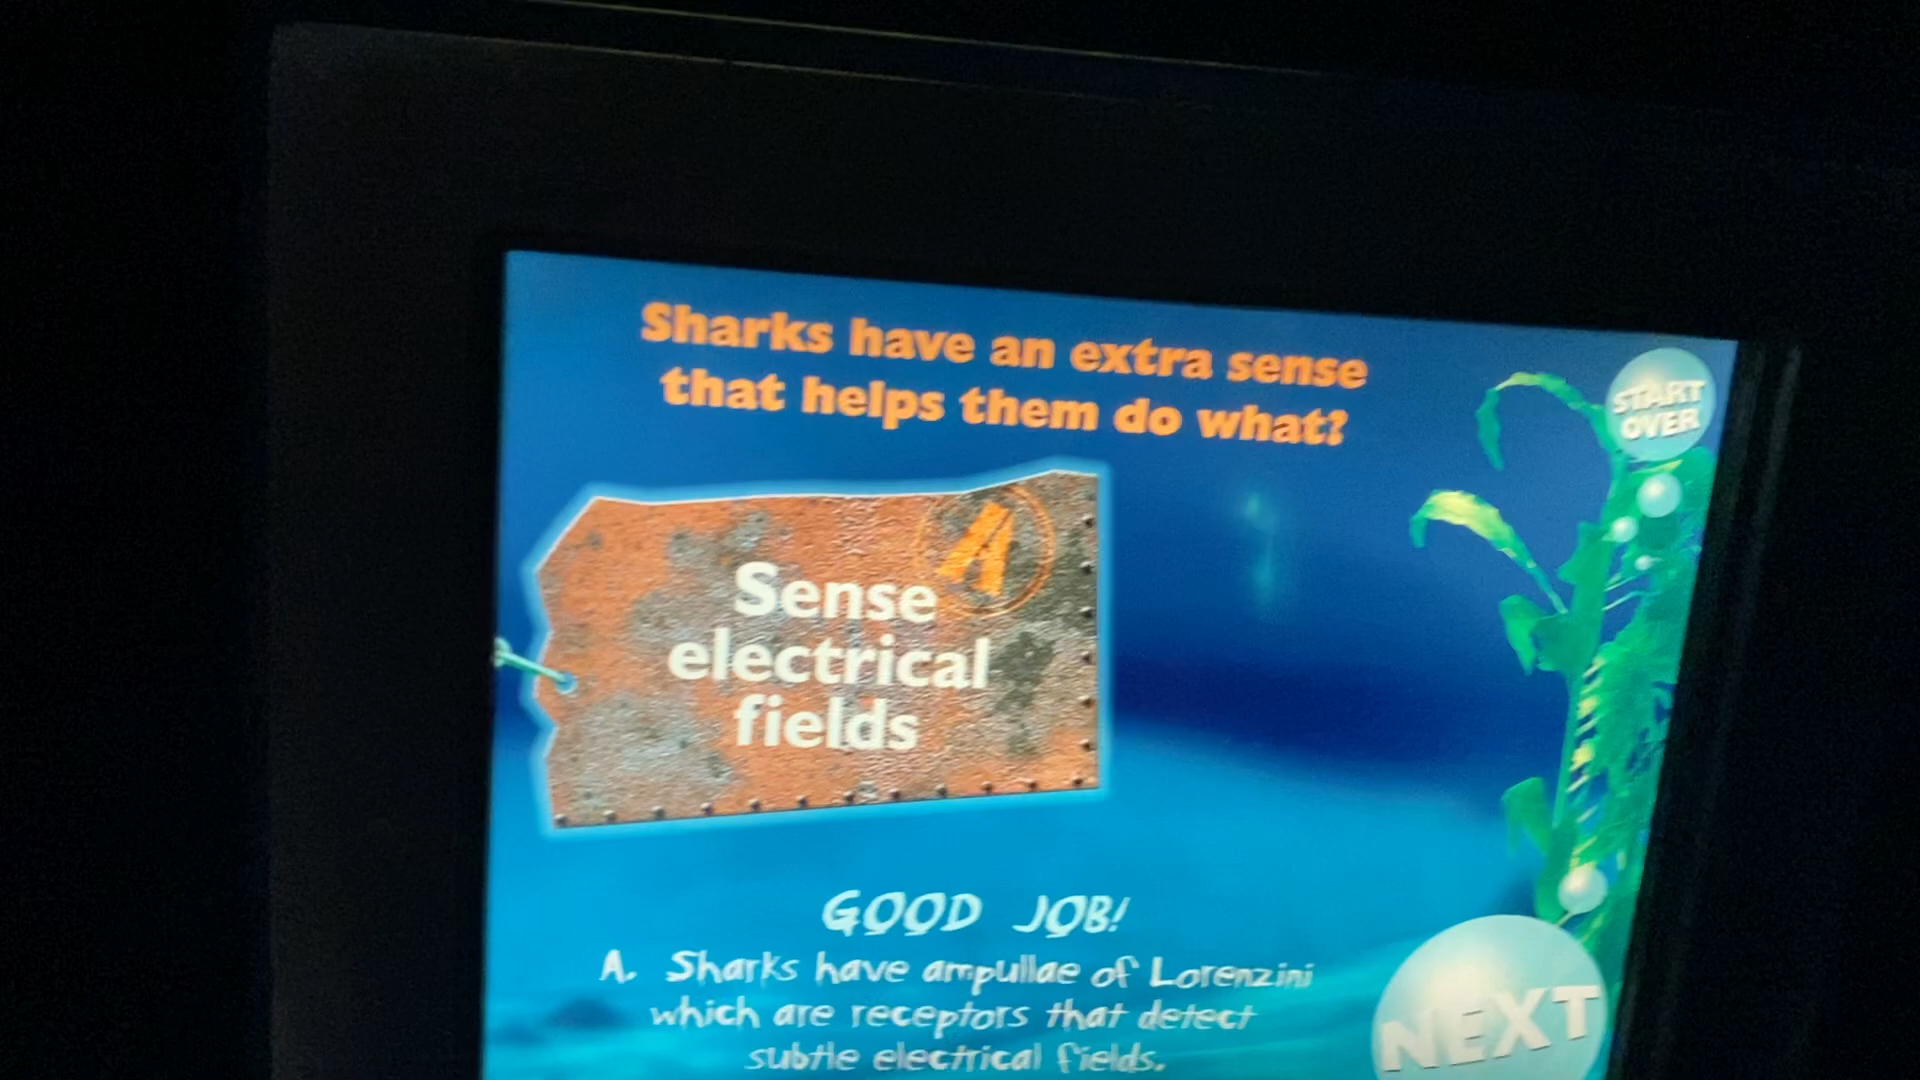 Sharks have an extra sense
that helps them do what?
START
OVER
A
Sense
electrical
fields
GOOD JOB!
A. Sharks have ampullae of Lorenzini
which are receptors that detect
subtle electrical fields.
NEXT